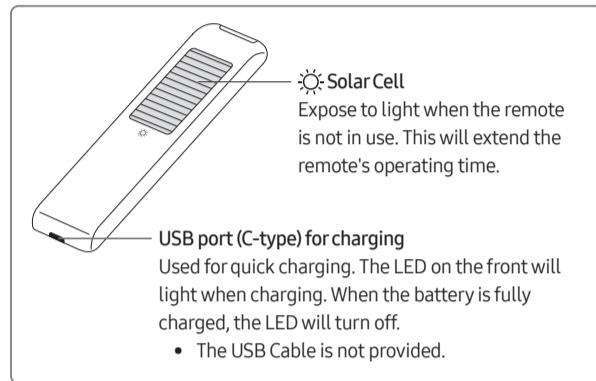 Solar Cell
Expose to light when the remote
is not in use. This will extend the
remote's operating time.
USB port (C-type) for charging
Used for quick charging. The LED on the front will
light when charging. When the battery is fully
charged, the LED will turn off.
• The USB Cable is not provided.